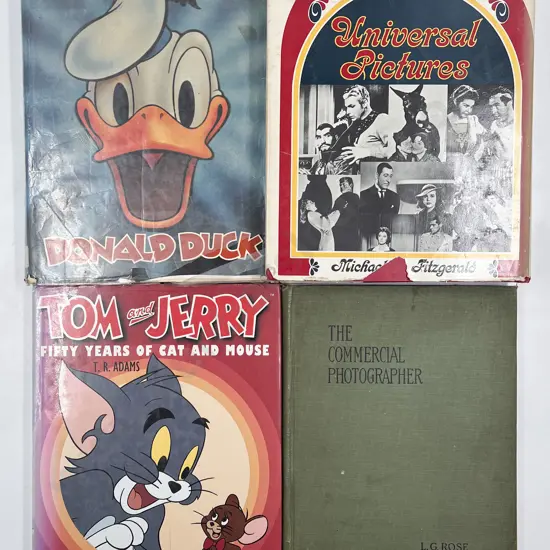 DONALD DUCK
Universal
Pictures
Michael Fitzgerald
TOM and JERRY
FIFTY YEARS OF CAT AND MOUSE
T. R. ADAMS
THE
COMMERCIAL
PHOTOGRAPHER
L.G. ROSE